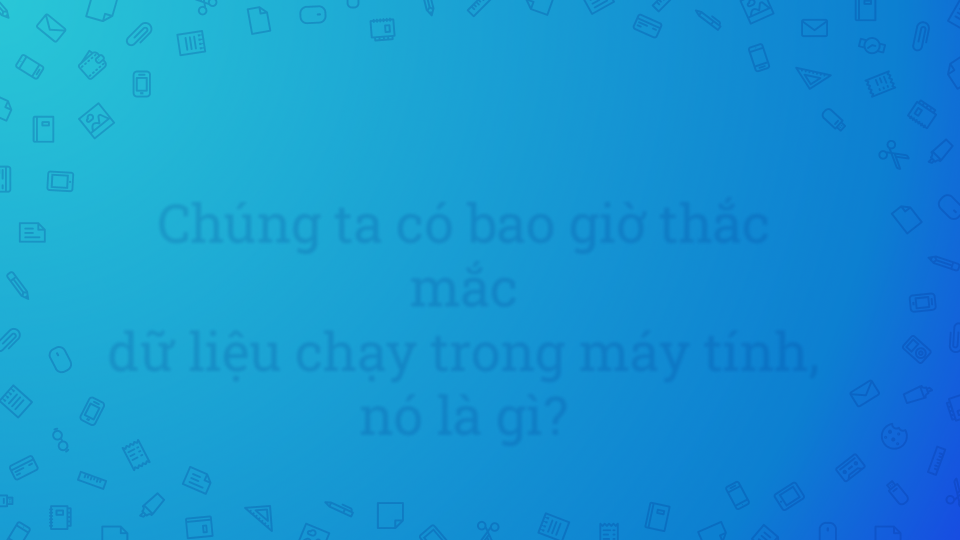 Chúng ta có bao giờ thắc
mắc
dữ liệu chạy trong máy tính,
nó là gì?